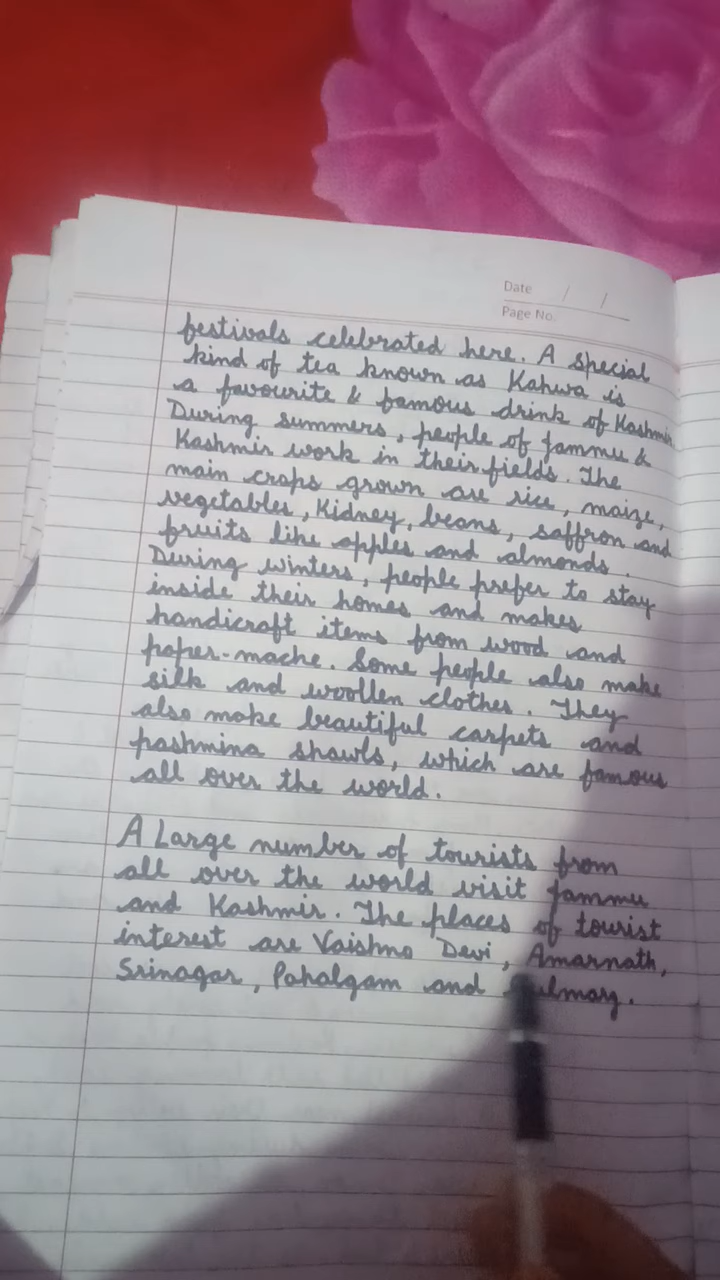 Date / /
Page No.
festivals celebrated here. A special
kind of tea known as Kahwa is
a favourite & famous drink of Kashmir.
During summers, people of Jammu &
Kashmir work in their fields. The
main crops grown are rice, maize,
vegetables, Kidney, beans, saffron and
fruits like apples and almonds.
During winters, people prefer to stay
inside their homes and makes
handicraft items from wood and
paper-mache. Some people also make
silk and woollen clothes. They
also make beautiful carpets and
pashmina shawls, which are famous
all over the world.
A Large number of tourists from
all over the world visit Jammu
and Kashmir. The places of tourist
interest are Vaishno Devi, Amarnath,
Srinagar, Pahalgam and Gulmarg.